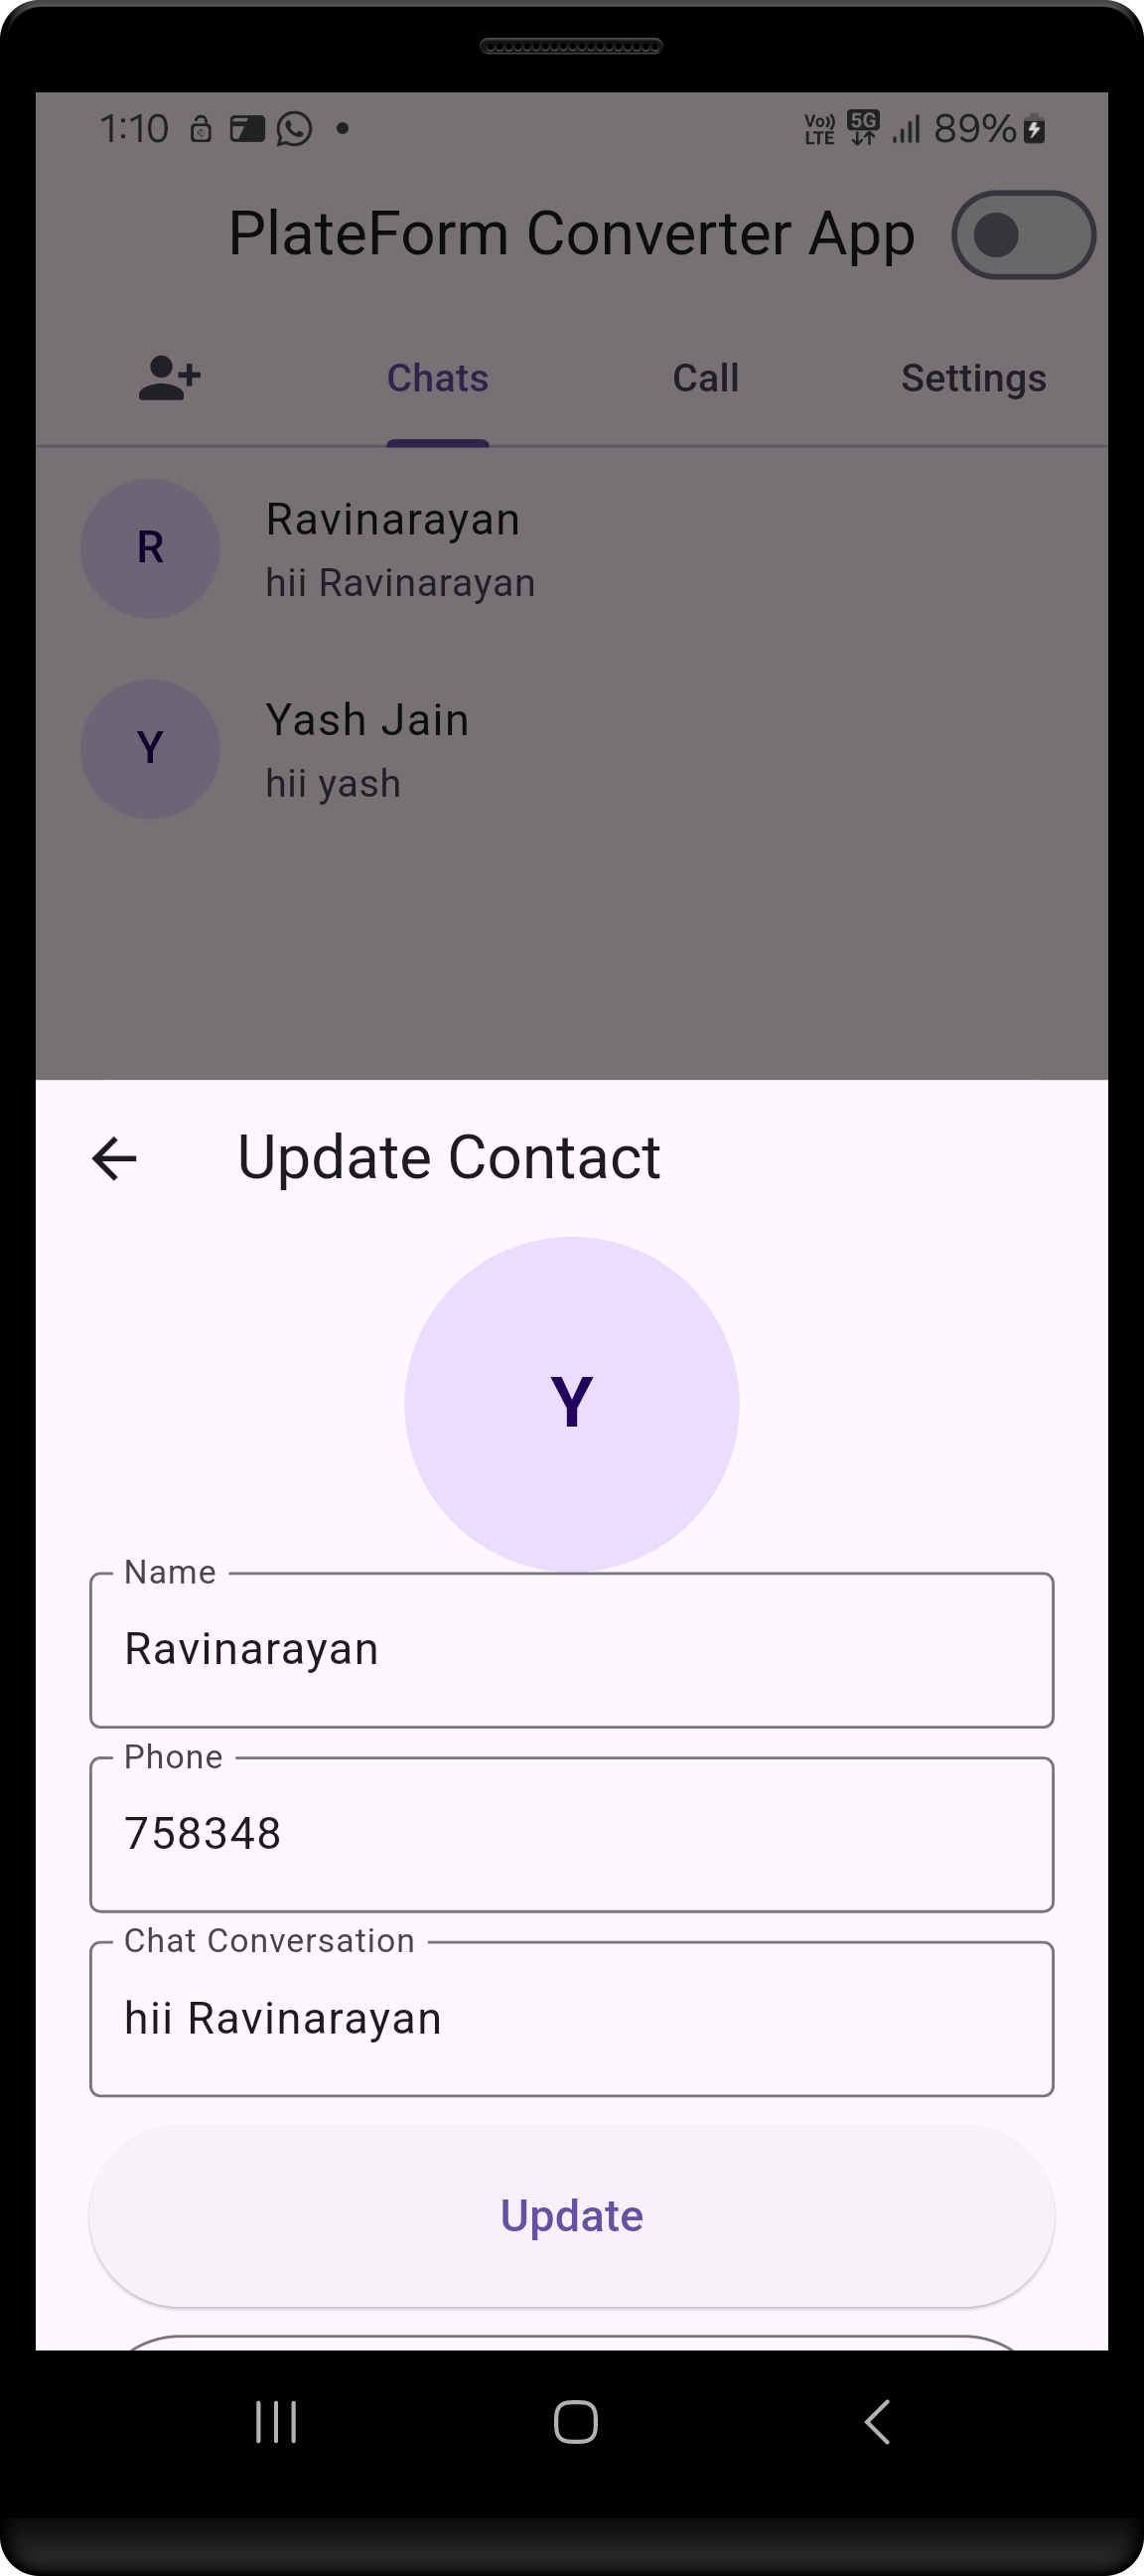 1:10 Vo)) LTE 5G 89%
PlateForm Converter App
Chats Call Settings
R
Ravinarayan
hii Ravinarayan
Y
Yash Jain
hii yash
Update Contact
Y
Name
Ravinarayan
Phone
758348
Chat Conversation
hii Ravinarayan
Update